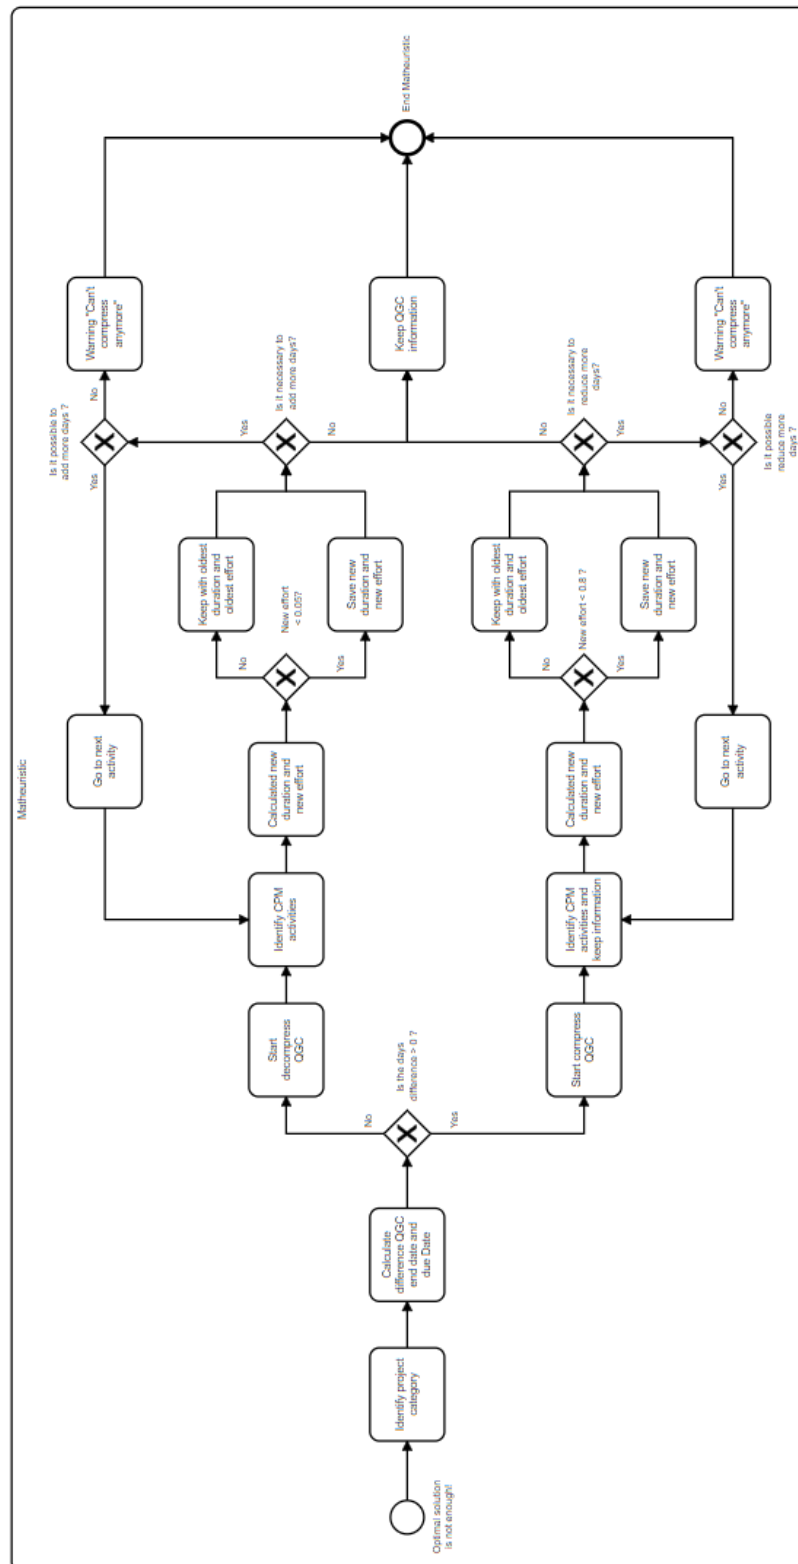 Matheuristic
Optimal solution
is not enough!
Identify project
category
Calculate
difference QGC
end date and
due Date
Is the days
difference > 0 ?
No
Yes
Start
decompress
QGC
Identify CPM
activities
Calculated new
duration and
new effort
New effort
< 0.05?
No
Yes
Keep with oldest
duration and
oldest effort
Save new
duration and
new effort
Is it necessary to
add more days?
Yes
No
Is it possible to
add more days ?
Yes
No
Go to next
activity
Warning "Can't
compress
anymore"
Keep QGC
information
End Matheuristic
Start compress
QGC
Identify CPM
activities and
keep information
Calculated new
duration and
new effort
New effort < 0.8 ?
No
Yes
Keep with oldest
duration and
oldest effort
Save new
duration and
new effort
Is it necessary to
reduce more
days?
No
Yes
Is it possible
reduce more
days ?
Yes
No
Go to next
activity
Warning "Can't
compress
anymore"